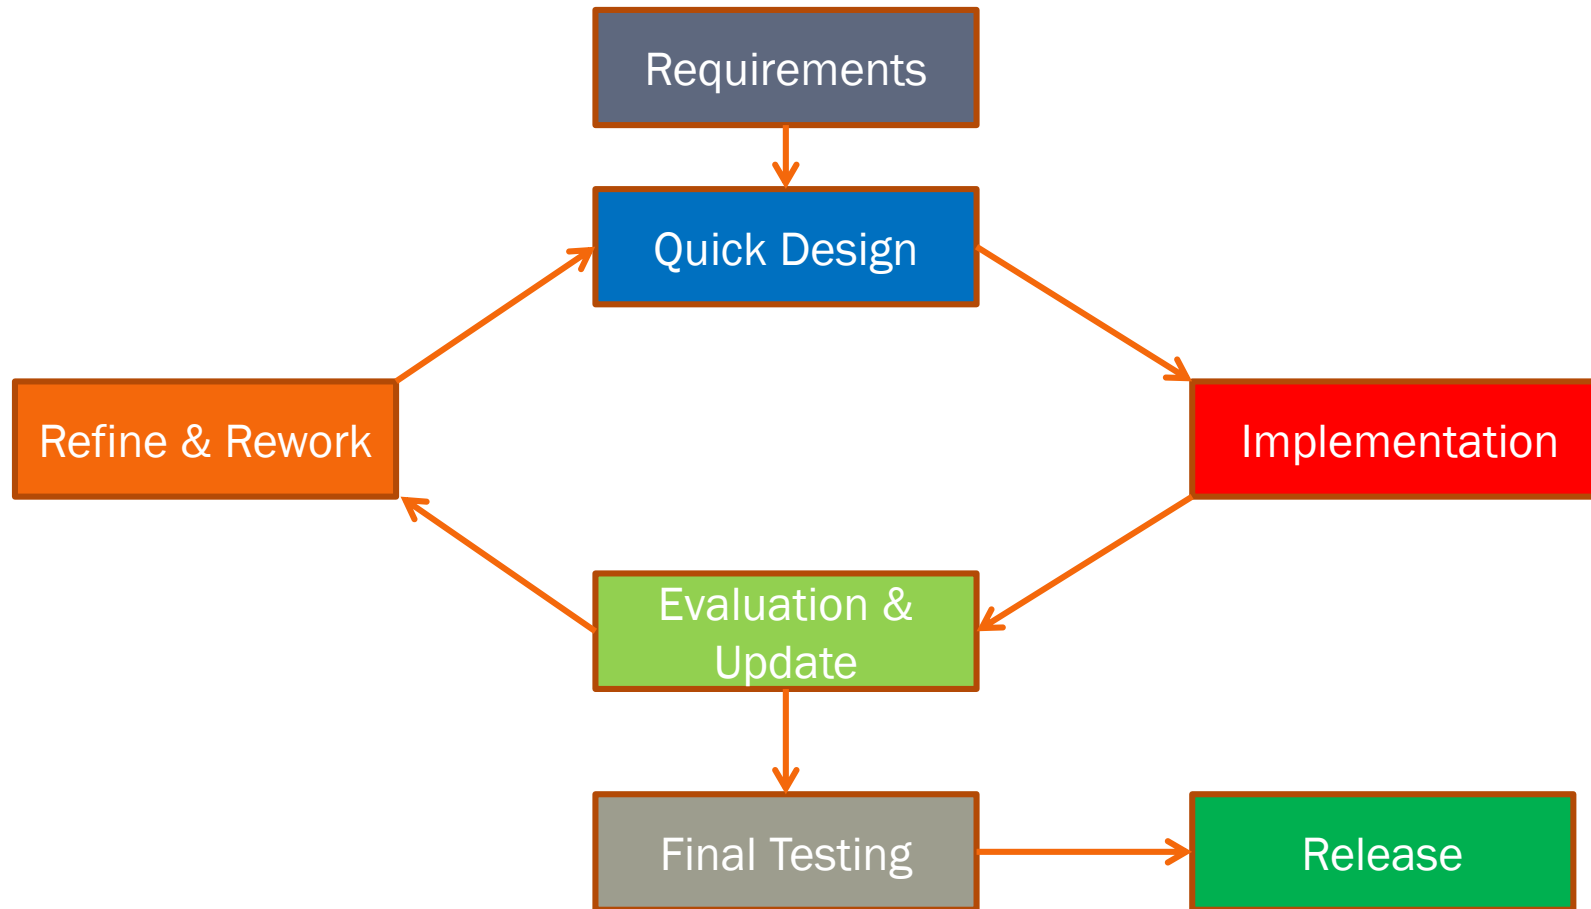 Requirements
Quick Design
Refine & Rework
Implementation
Evaluation &
Update
Final Testing
Release